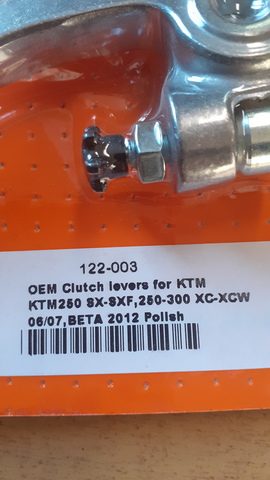 122-003
OEM Clutch levers for KTM
KTM250 SX-SXF,250-300 XC-XCW
06/07,BETA 2012 Polish